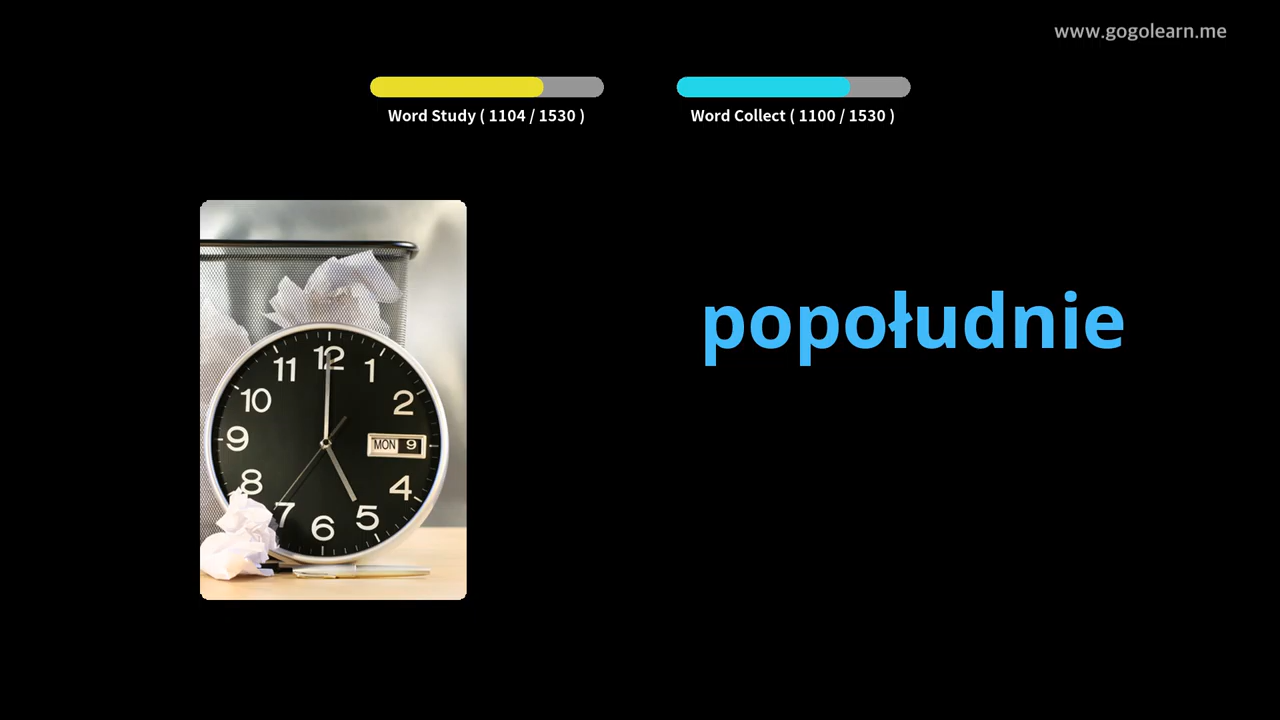 www.gogolearn.me
Word Study ( 1104 / 1530 )
Word Collect ( 1100 / 1530 )
popołudnie
12
11
1
10
2
9
MON 9
8
4
7
5
6